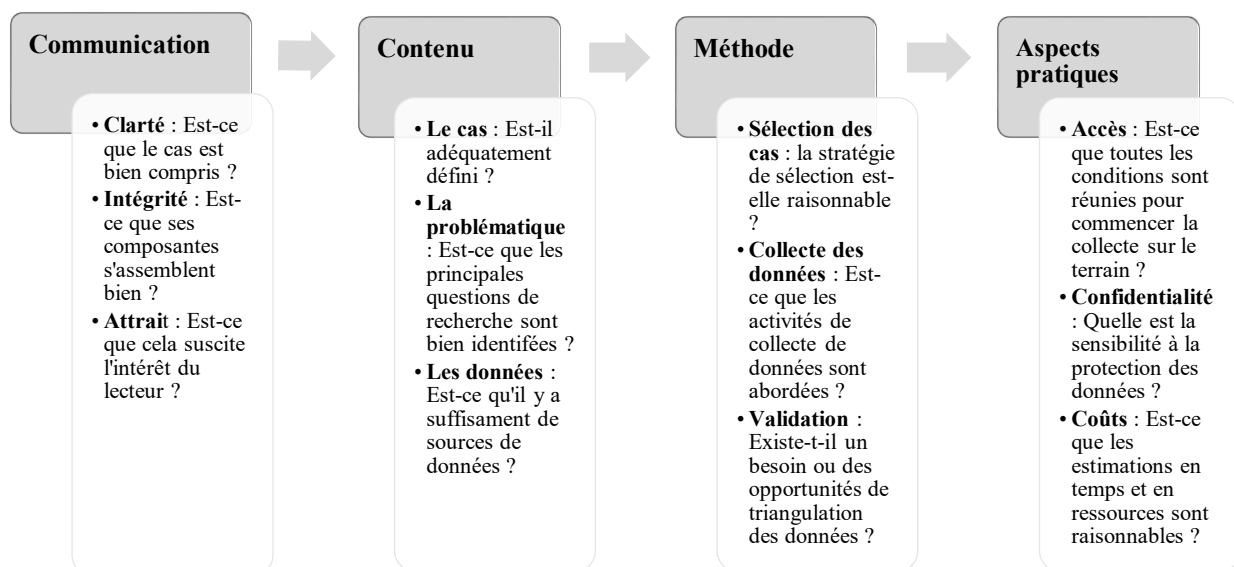 Communication
• Clarté : Est-ce
que le cas est
bien compris ?
• Intégrité : Est-
ce que ses
composantes
s'assemblent
bien ?
• Attrait : Est-ce
que cela suscite
l'intérêt du
lecteur ?
Contenu
• Le cas : Est-il
adéquatement
défini ?
• La
problématique
: Est-ce que les
principales
questions de
recherche sont
bien identifées ?
• Les données :
Est-ce qu'il y a
suffisament de
sources de
données ?
Méthode
• Sélection des
cas : la stratégie
de sélection est-
elle raisonnable
?
• Collecte des
données : Est-
ce que les
activités de
collecte de
données sont
abordées ?
• Validation :
Existe-t-il un
besoin ou des
opportunités de
triangulation
des données ?
Aspects
pratiques
• Accès : Est-ce
que toutes les
conditions sont
réunies pour
commencer la
collecte sur le
terrain ?
• Confidentialité
: Quelle est la
sensibilité à la
protection des
données ?
• Coûts : Est-ce
que les
estimations en
temps et en
ressources sont
raisonnables ?